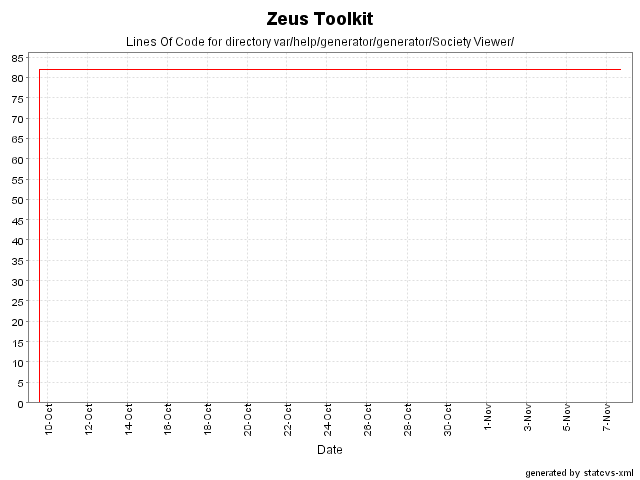 Zeus Toolkit
Lines Of Code for directory var/help/generator/generator/Society Viewer/
85
80
75
70
65
60
55
50
45
40
35
30
25
20
15
10
5
0
10-Oct
12-Oct
14-Oct
16-Oct
18-Oct
20-Oct
22-Oct
24-Oct
26-Oct
28-Oct
30-Oct
1-Nov
3-Nov
5-Nov
7-Nov
Date
generated by statcvs-xml